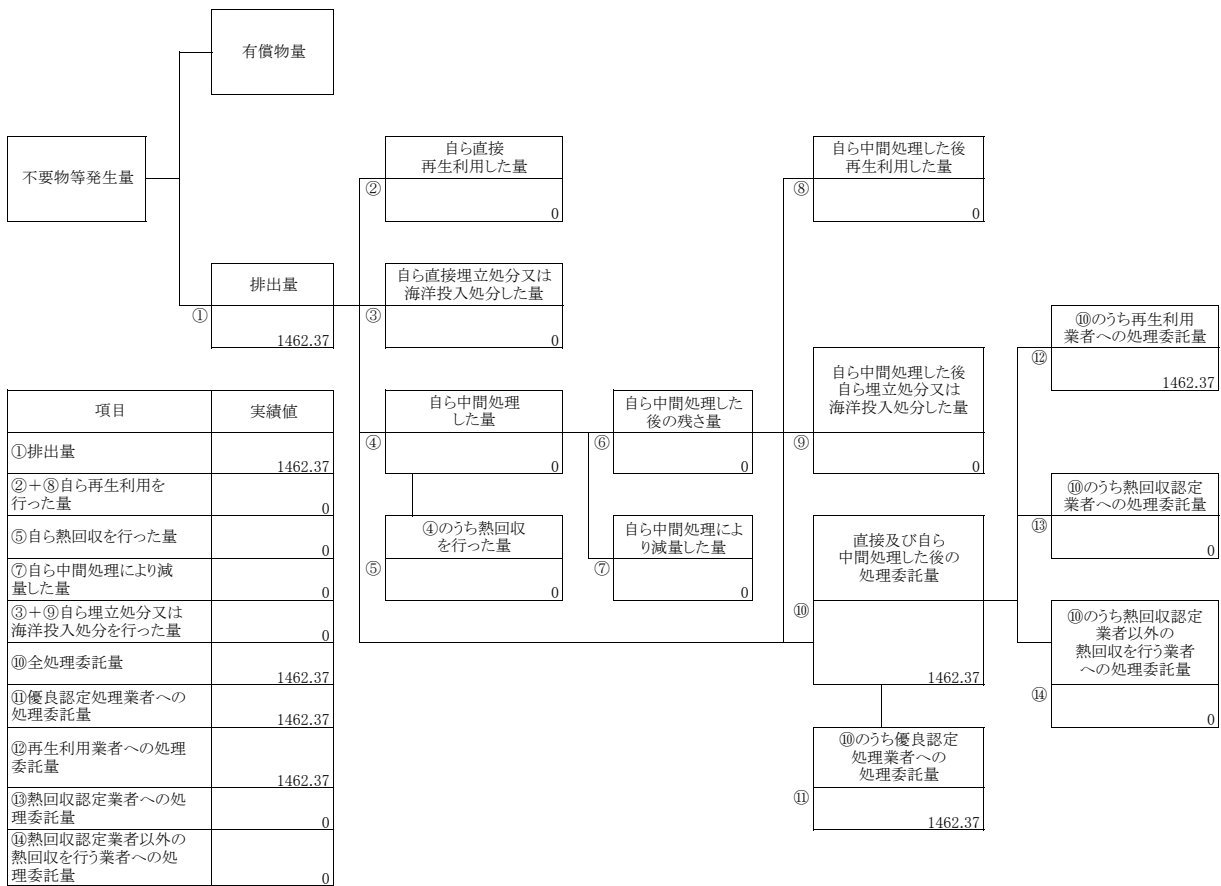 有償物量
不要物等発生量
自ら直接
再生利用した量
②
0
自ら中間処理した後
再生利用した量
⑧
0
排出量
①
1462.37
自ら直接埋立処分又は
海洋投入処分した量
③
0
⑩のうち再生利用
業者への処理委託量
⑫
1462.37
自ら中間処理
した量
④
0
自ら中間処理した
後の残さ量
⑥
0
自ら中間処理した後
自ら埋立処分又は
海洋投入処分した量
⑨
0
⑩のうち熱回収認定
業者への処理委託量
⑬
0
④のうち熱回収
を行った量
⑤
0
自ら中間処理によ
り減量した量
⑦
0
直接及び自ら
中間処理した後の
処理委託量
⑩
1462.37
⑩のうち熱回収認定
業者以外の
熱回収を行う業者
への処理委託量
⑭
0
⑩のうち優良認定
処理業者への
処理委託量
⑪
1462.37
項目 実績値
①排出量
1462.37
②+⑧自ら再生利用を
行った量
0
⑤自ら熱回収を行った量
0
⑦自ら中間処理により減
量した量
0
③+⑨自ら埋立処分又は
海洋投入処分を行った量
0
⑩全処理委託量
1462.37
⑪優良認定処理業者への
処理委託量
1462.37
⑫再生利用業者への処理
委託量
1462.37
⑬熱回収認定業者への処
理委託量
0
⑭熱回収認定業者以外の
熱回収を行う業者への処
理委託量
0